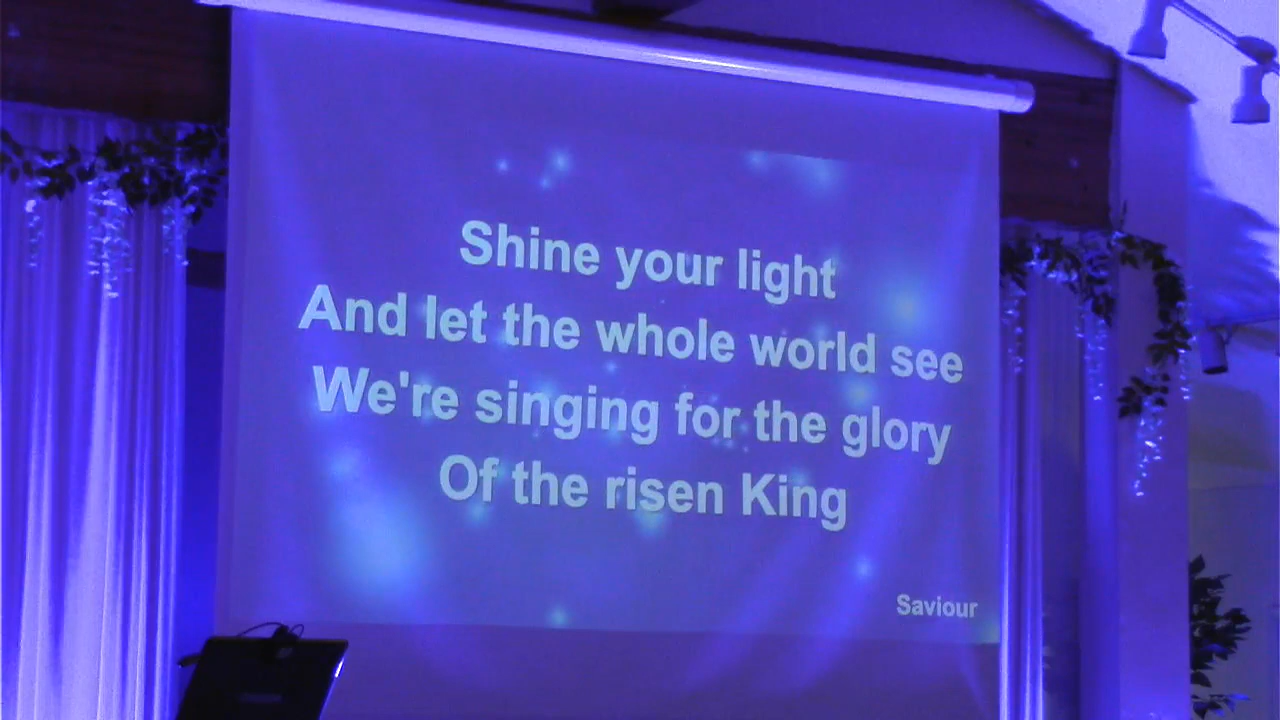 Shine your light
And let the whole world see
We're singing for the glory
Of the risen King
Saviour